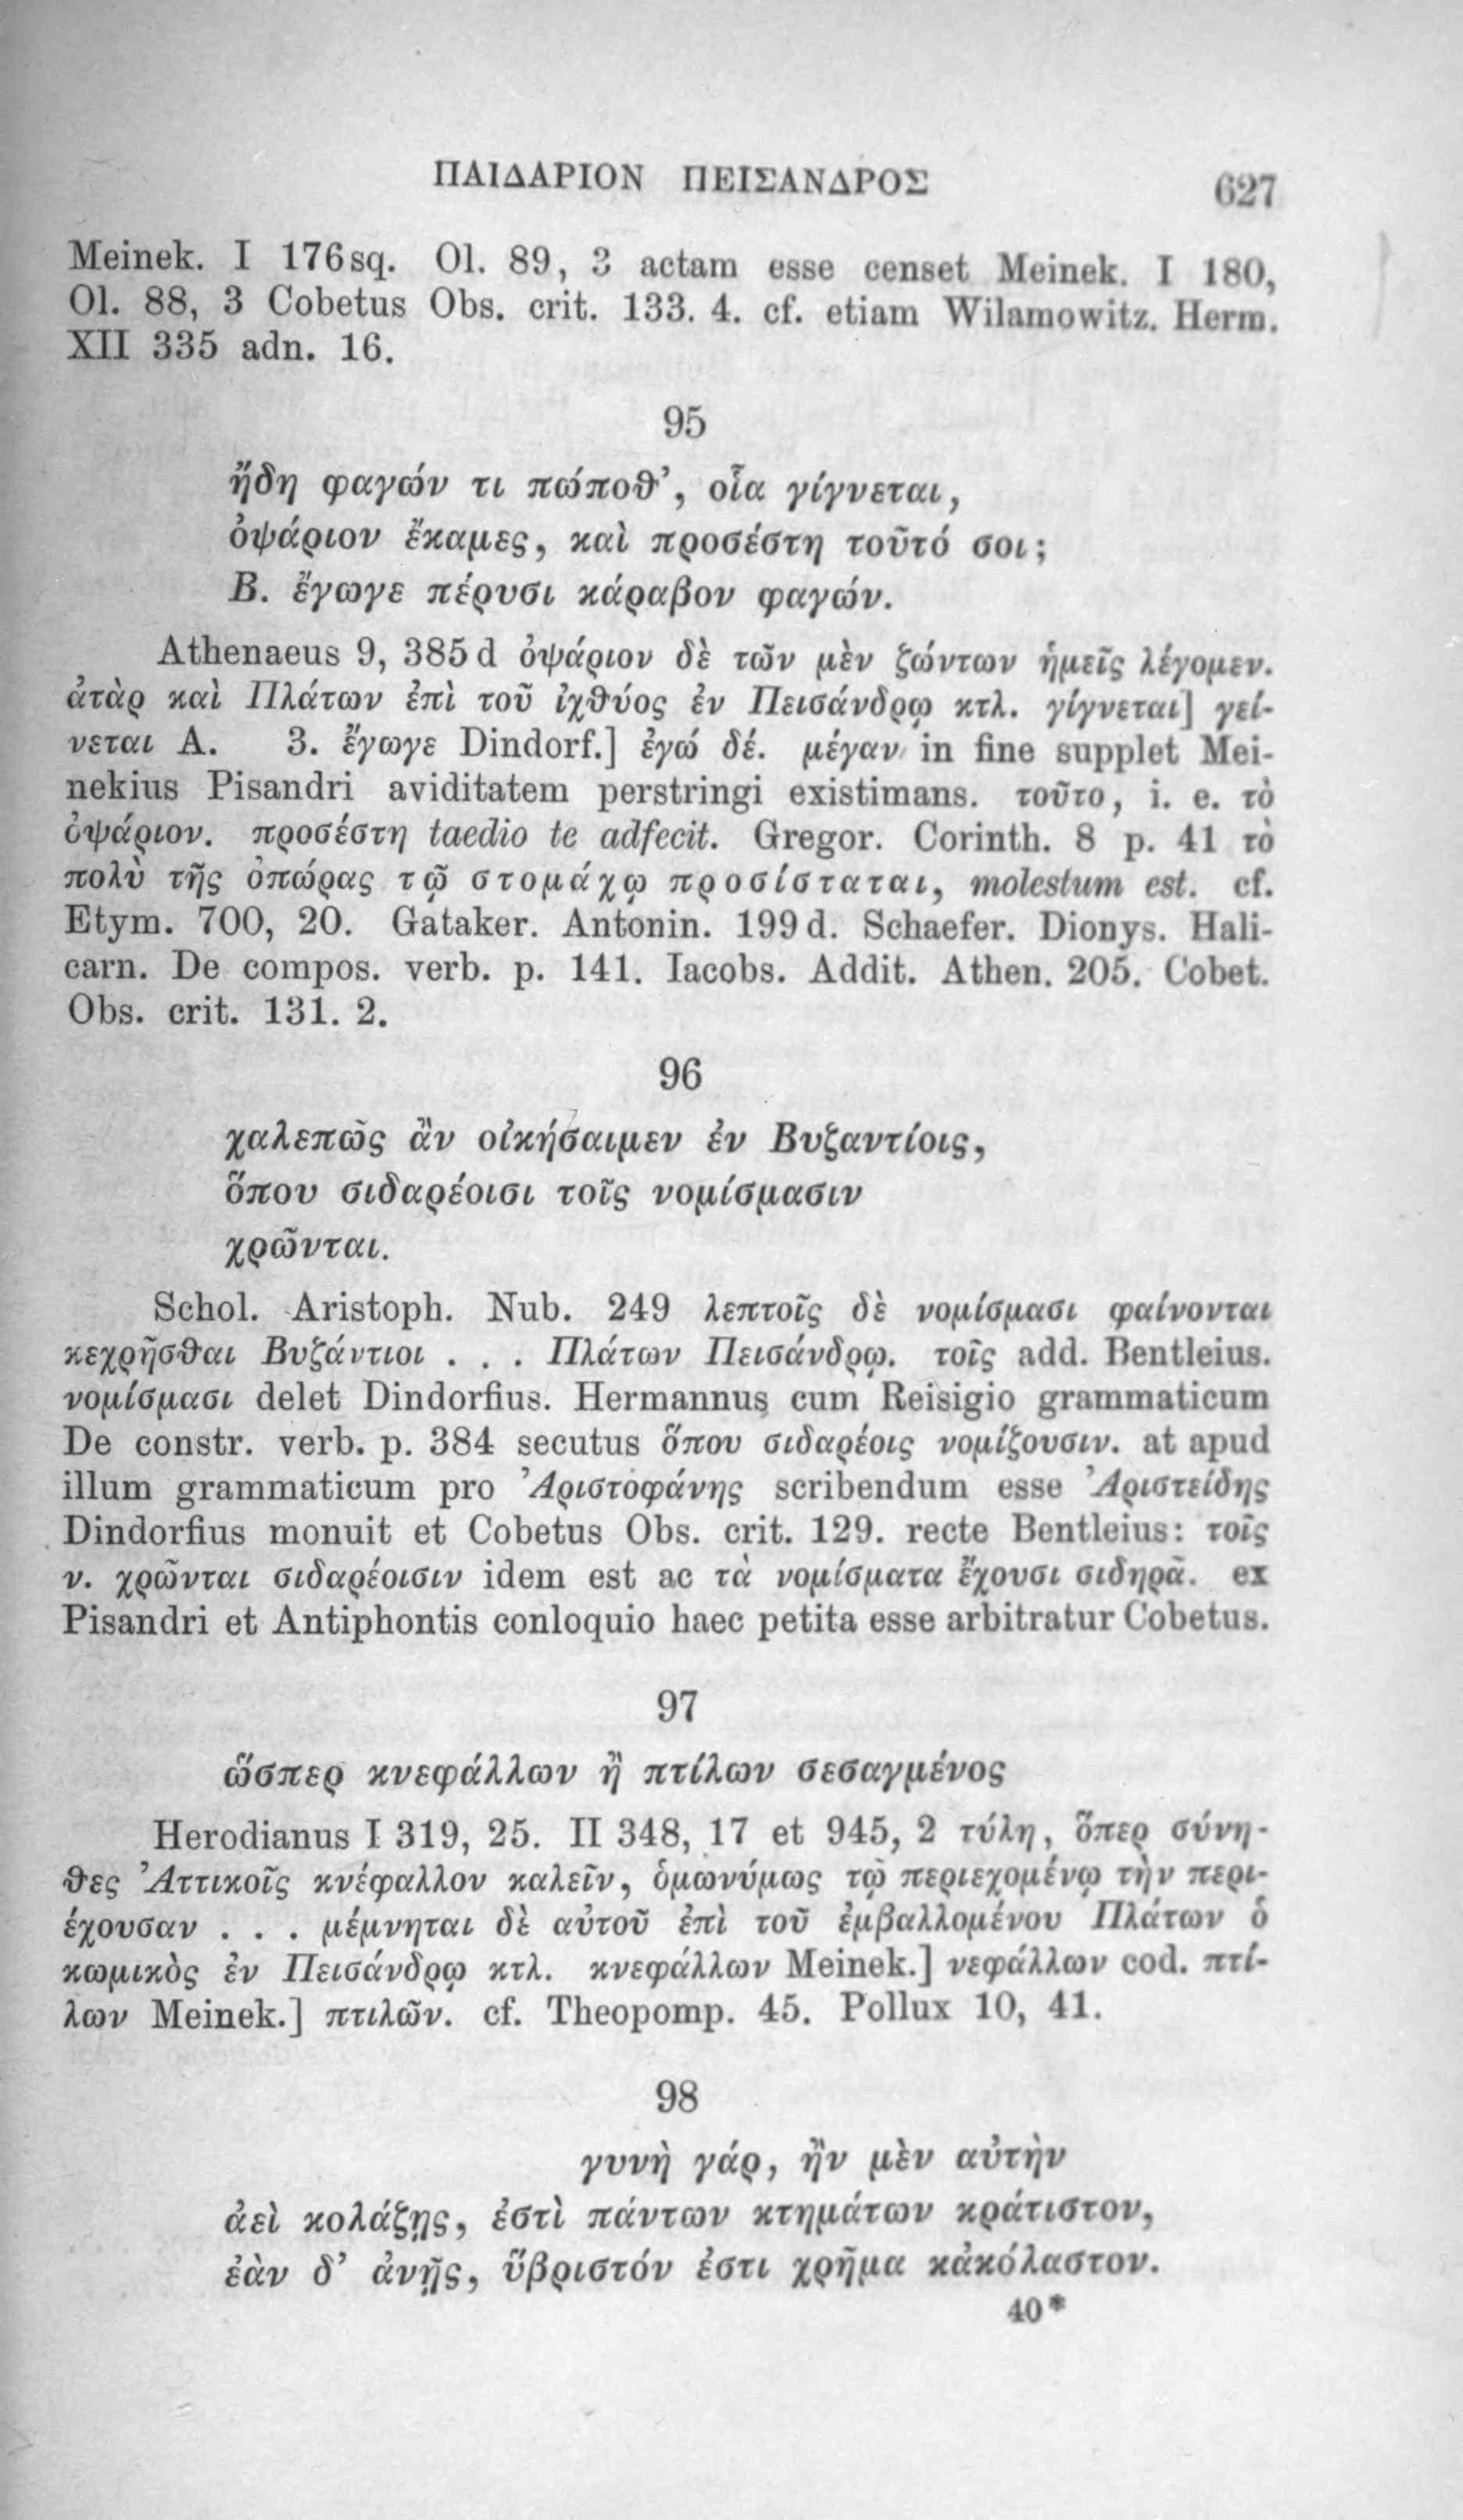 ΠΑΙΔΑΡΙΟΝ ΠΕΙΣΑΝΔΡΟΣ 627
Meinek. I 176 sq. Ol. 89, 3 actam esse censet Meinek. I 180,
Ol. 88, 3 Cobetus Obs. crit. 133. 4. cf. etiam Wilamowitz. Herm.
XII 335 adn. 16.
95
ἤδη φαγών τι πώποθ’, οἷα γίγνεται,
ὀψάριον ἔκαμες, καὶ προσέστη τοῦτό σοι;
Β. ἔγωγε πέρυσι κάραβον φαγών.
Athenaeus 9, 385 d ὀψάριον δὲ τῶν μὲν ζώντων ἡμεῖς λέγομεν.
ἀτὰρ καὶ Πλάτων ἐπὶ τοῦ ἰχθύος ἐν Πεισάνδρῳ κτλ. γίγνεται] γεί-
νεται A. 3. ἔγωγε Dindorf.] ἐγώ δέ. μέγαν in fine supplet Mei-
nekius Pisandri aviditatem perstringi existimans. τοῦτο, i. e. τὸ
ὀψάριον. προσέστη taedio te adfecit. Gregor. Corinth. 8 p. 41 τὸ
πολὺ τῆς ὀπώρας τῷ στομάχῳ προσίσταται, molestum est. cf.
Etym. 700, 20. Gataker. Antonin. 199 d. Schaefer. Dionys. Hali-
carn. De compos. verb. p. 141. Iacobs. Addit. Athen. 205. Cobet.
Obs. crit. 131. 2.
96
χαλεπῶς ἂν οἰκήσαιμεν ἐν Βυζαντίοις,
ὅπου σιδαρέοισι τοῖς νομίσμασιν
χρῶνται.
Schol. Aristoph. Nub. 249 λεπτοῖς δὲ νομίσμασι φαίνονται
κεχρῆσθαι Βυζάντιοι . . . Πλάτων Πεισάνδρῳ. τοῖς add. Bentleius.
νομίσμασι delet Dindorfius. Hermannus cum Reisigio grammaticum
De constr. verb. p. 384 secutus ὅπου σιδαρέοις νομίζουσιν. at apud
illum grammaticum pro Ἀριστοφάνης scribendum esse Ἀριστείδης
Dindorfius monuit et Cobetus Obs. crit. 129. recte Bentleius: τοῖς
ν. χρῶνται σιδαρέοισιν idem est ac τὰ νομίσματα ἔχουσι σιδηρᾶ. ex
Pisandri et Antiphontis conloquio haec petita esse arbitratur Cobetus.
97
ὥσπερ κνεφάλλων ἢ πτίλων σεσαγμένος
Herodianus I 319, 25. II 348, 17 et 945, 2 τύλη, ὅπερ σύνη-
θες Ἀττικοῖς κνέφαλλον καλεῖν, ὁμωνύμως τῷ περιεχομένῳ τὴν περι-
έχουσαν . . . μέμνηται δὲ αὐτοῦ ἐπὶ τοῦ ἐμβαλλομένου Πλάτων ὁ
κωμικὸς ἐν Πεισάνδρῳ κτλ. κνεφάλλων Meinek.] νεφάλλων cod. πτί-
λων Meinek.] πτιλῶν. cf. Theopomp. 45. Pollux 10, 41.
98
γυνὴ γάρ, ἢν μὲν αὐτὴν
ἀεὶ κολάζῃς, ἐστὶ πάντων κτημάτων κράτιστον,
ἐὰν δ’ ἀνῇς, ὕβριστόν ἐστι χρῆμα κἀκόλαστον.
40*